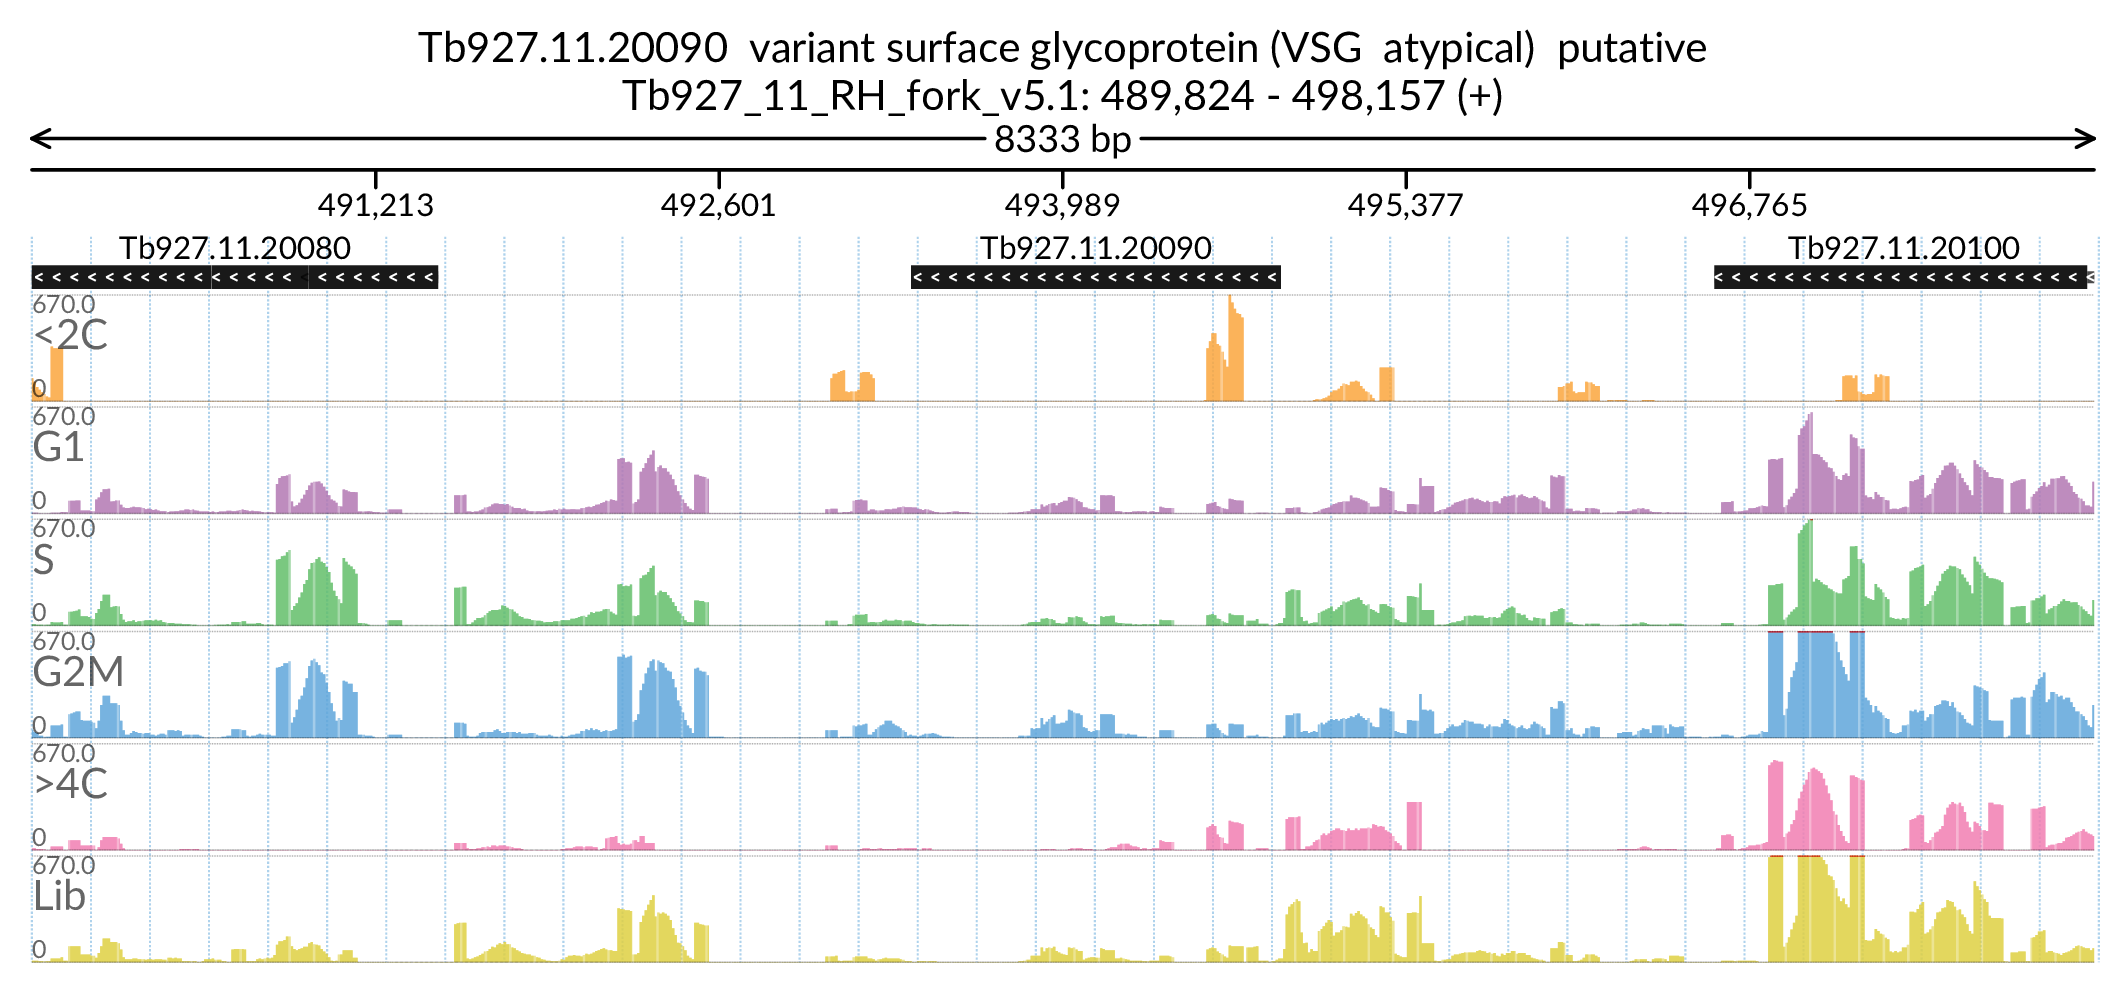 Tb927.11.20090  variant surface glycoprotein (VSG  atypical)  putative
Tb927_11_RH_fork_v5.1: 489,824 - 498,157 (+)
8333 bp
491,213 492,601 493,989 495,377 496,765
Tb927.11.20080 Tb927.11.20090 Tb927.11.20100
670.0
<2C
0
670.0
G1
0
670.0
S
0
670.0
G2M
0
670.0
>4C
0
670.0
Lib
0